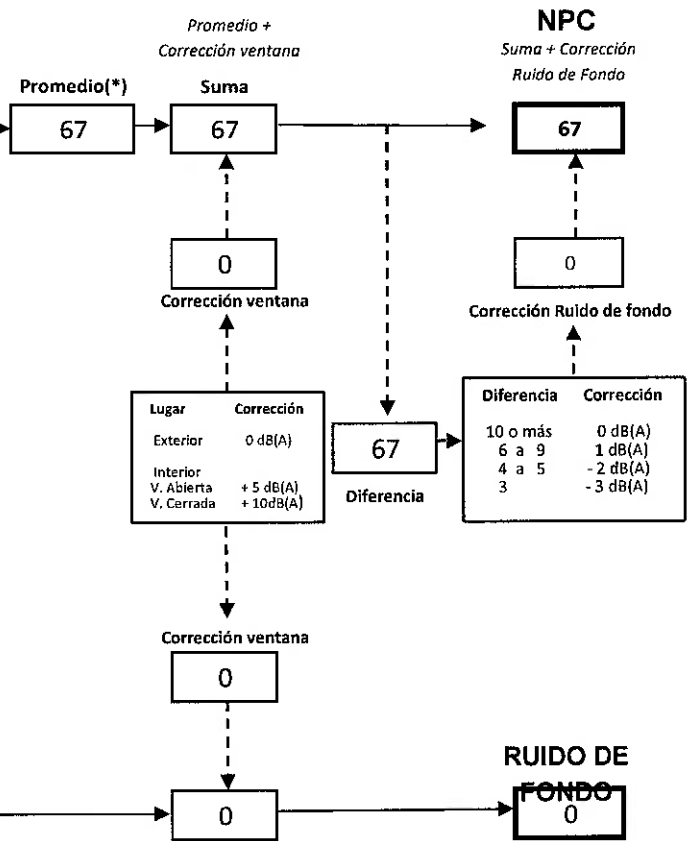 Promedio +
Corrección ventana
NPC
Suma + Corrección
Ruido de Fondo
Promedio(*)
Suma
67
67
67
0
Corrección ventana
0
Corrección Ruido de fondo
Lugar Corrección
Exterior 0 dB(A)
Interior
V. Abierta + 5 dB(A)
V. Cerrada + 10dB(A)
67
Diferencia
Diferencia Corrección
10 o más 0 dB(A)
6 a 9 1 dB(A)
4 a 5 - 2 dB(A)
3 - 3 dB(A)
Corrección ventana
0
RUIDO DE
FONDO
0
0